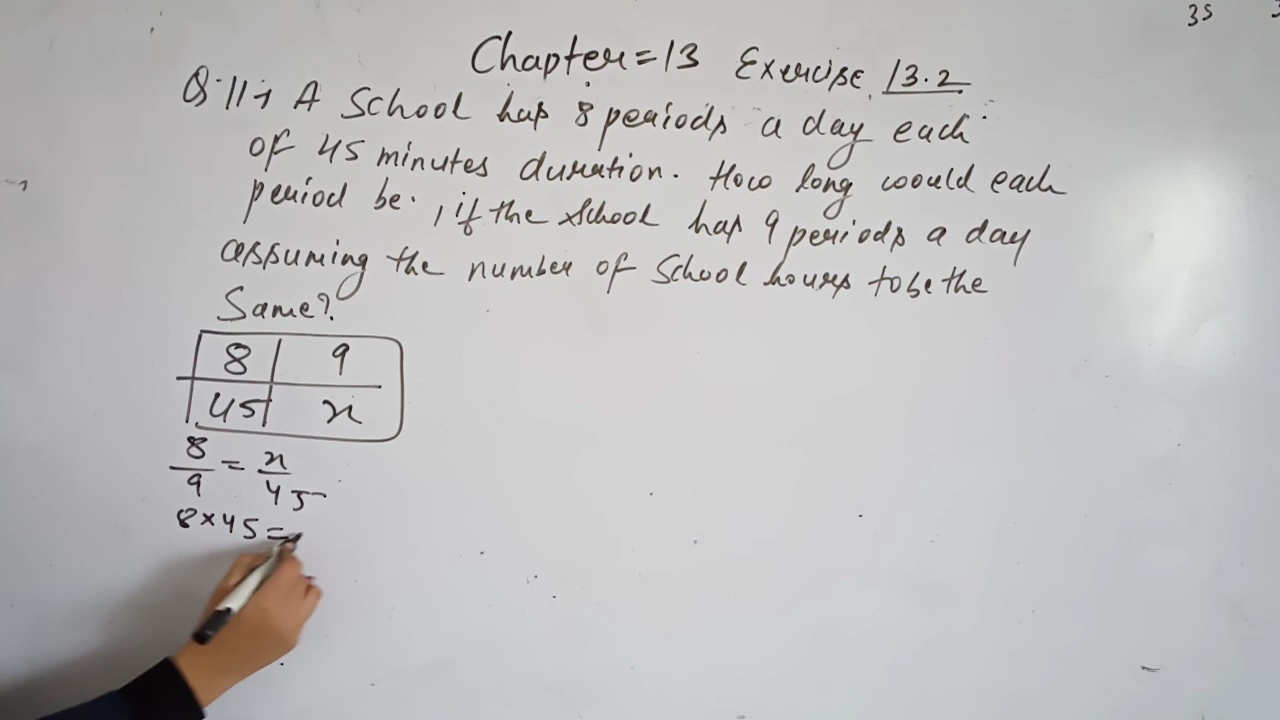 35
Chapter=13 Exercise 13.2
Q.11→ A School has 8 periods a day each
of 45 minutes duration. How long would each
period be. , if the school has 9 periods a day
assuming the number of School hours to be the
Same?
8 9
45 x
8/9 = x/45
8×45=